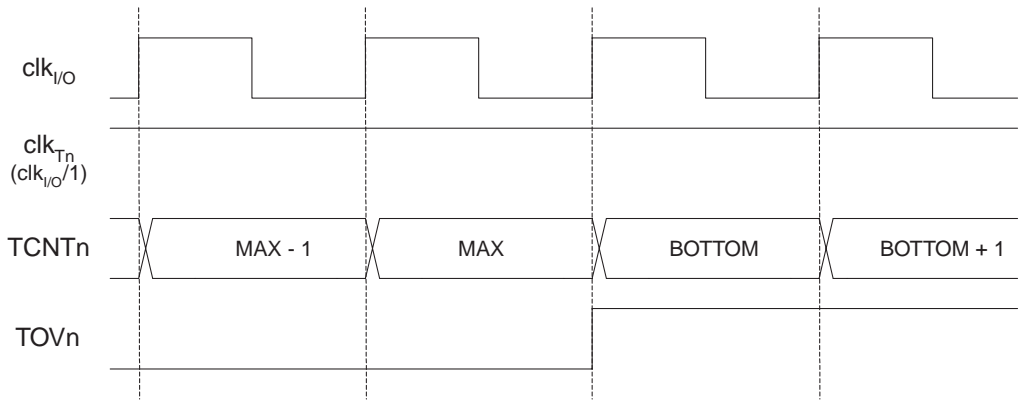 clkI/O
clkTn
(clkI/O/1)
TCNTn
MAX - 1
MAX
BOTTOM
BOTTOM + 1
TOVn